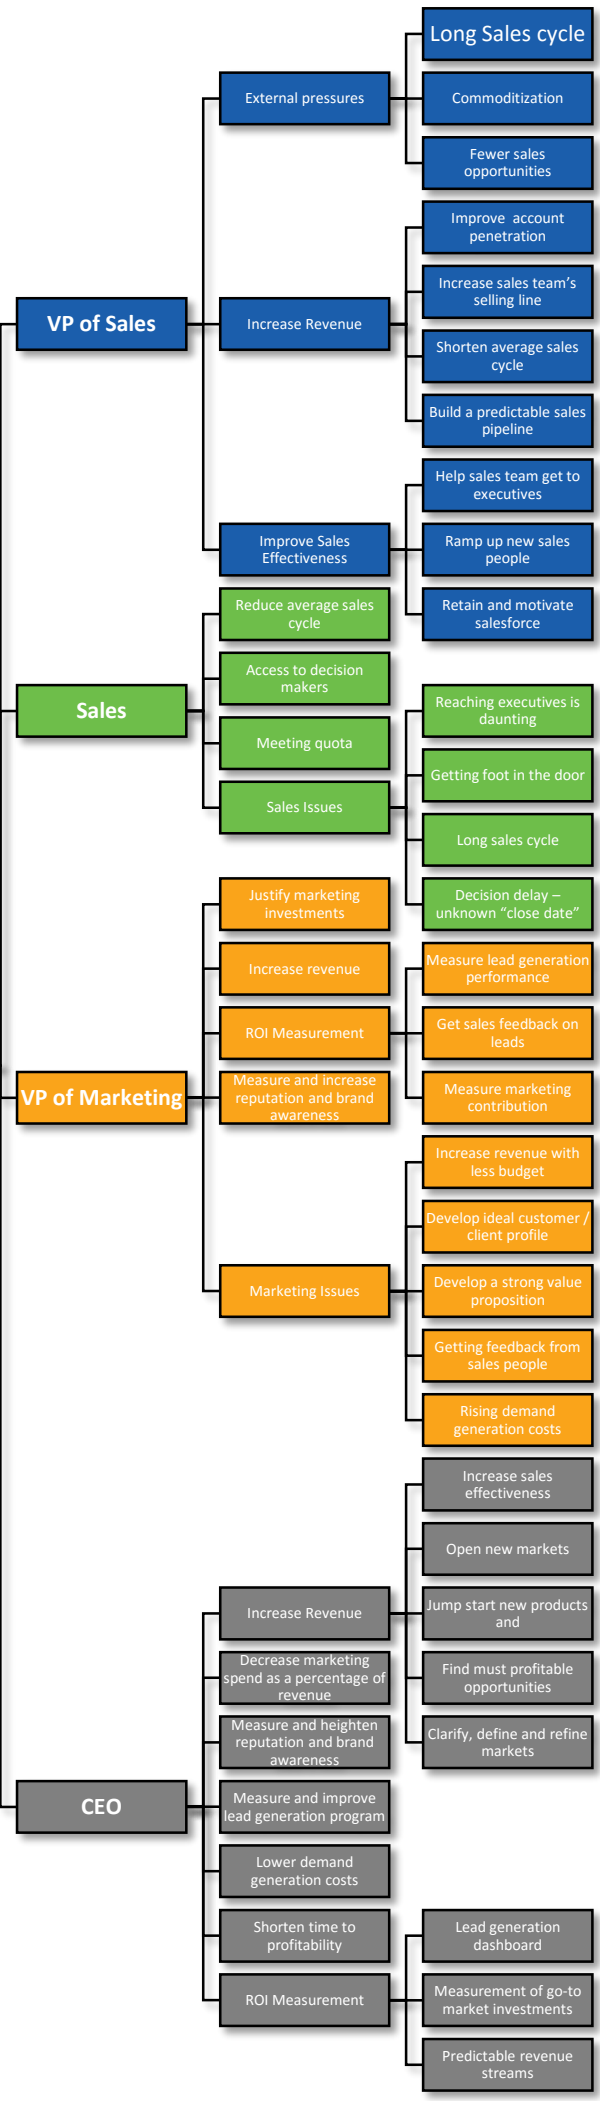 VP of Sales
External pressures
Long Sales cycle
Commoditization
Fewer sales
opportunities
Increase Revenue
Improve account
penetration
Increase sales team's
selling line
Shorten average sales
cycle
Build a predictable sales
pipeline
Improve Sales
Effectiveness
Help sales team get to
executives
Ramp up new sales
people
Retain and motivate
salesforce
Sales
Reduce average sales
cycle
Access to decision
makers
Meeting quota
Sales Issues
Reaching executives is
daunting
Getting foot in the door
Long sales cycle
Decision delay –
unknown “close date”
VP of Marketing
Justify marketing
investments
Increase revenue
ROI Measurement
Measure lead generation
performance
Get sales feedback on
leads
Measure marketing
contribution
Measure and increase
reputation and brand
awareness
Marketing Issues
Increase revenue with
less budget
Develop ideal customer /
client profile
Develop a strong value
proposition
Getting feedback from
sales people
Rising demand
generation costs
CEO
Increase Revenue
Increase sales
effectiveness
Open new markets
Jump start new products
and
Find must profitable
opportunities
Clarify, define and refine
markets
Decrease marketing
spend as a percentage of
revenue
Measure and heighten
reputation and brand
awareness
Measure and improve
lead generation program
Lower demand
generation costs
Shorten time to
profitability
ROI Measurement
Lead generation
dashboard
Measurement of go-to
market investments
Predictable revenue
streams